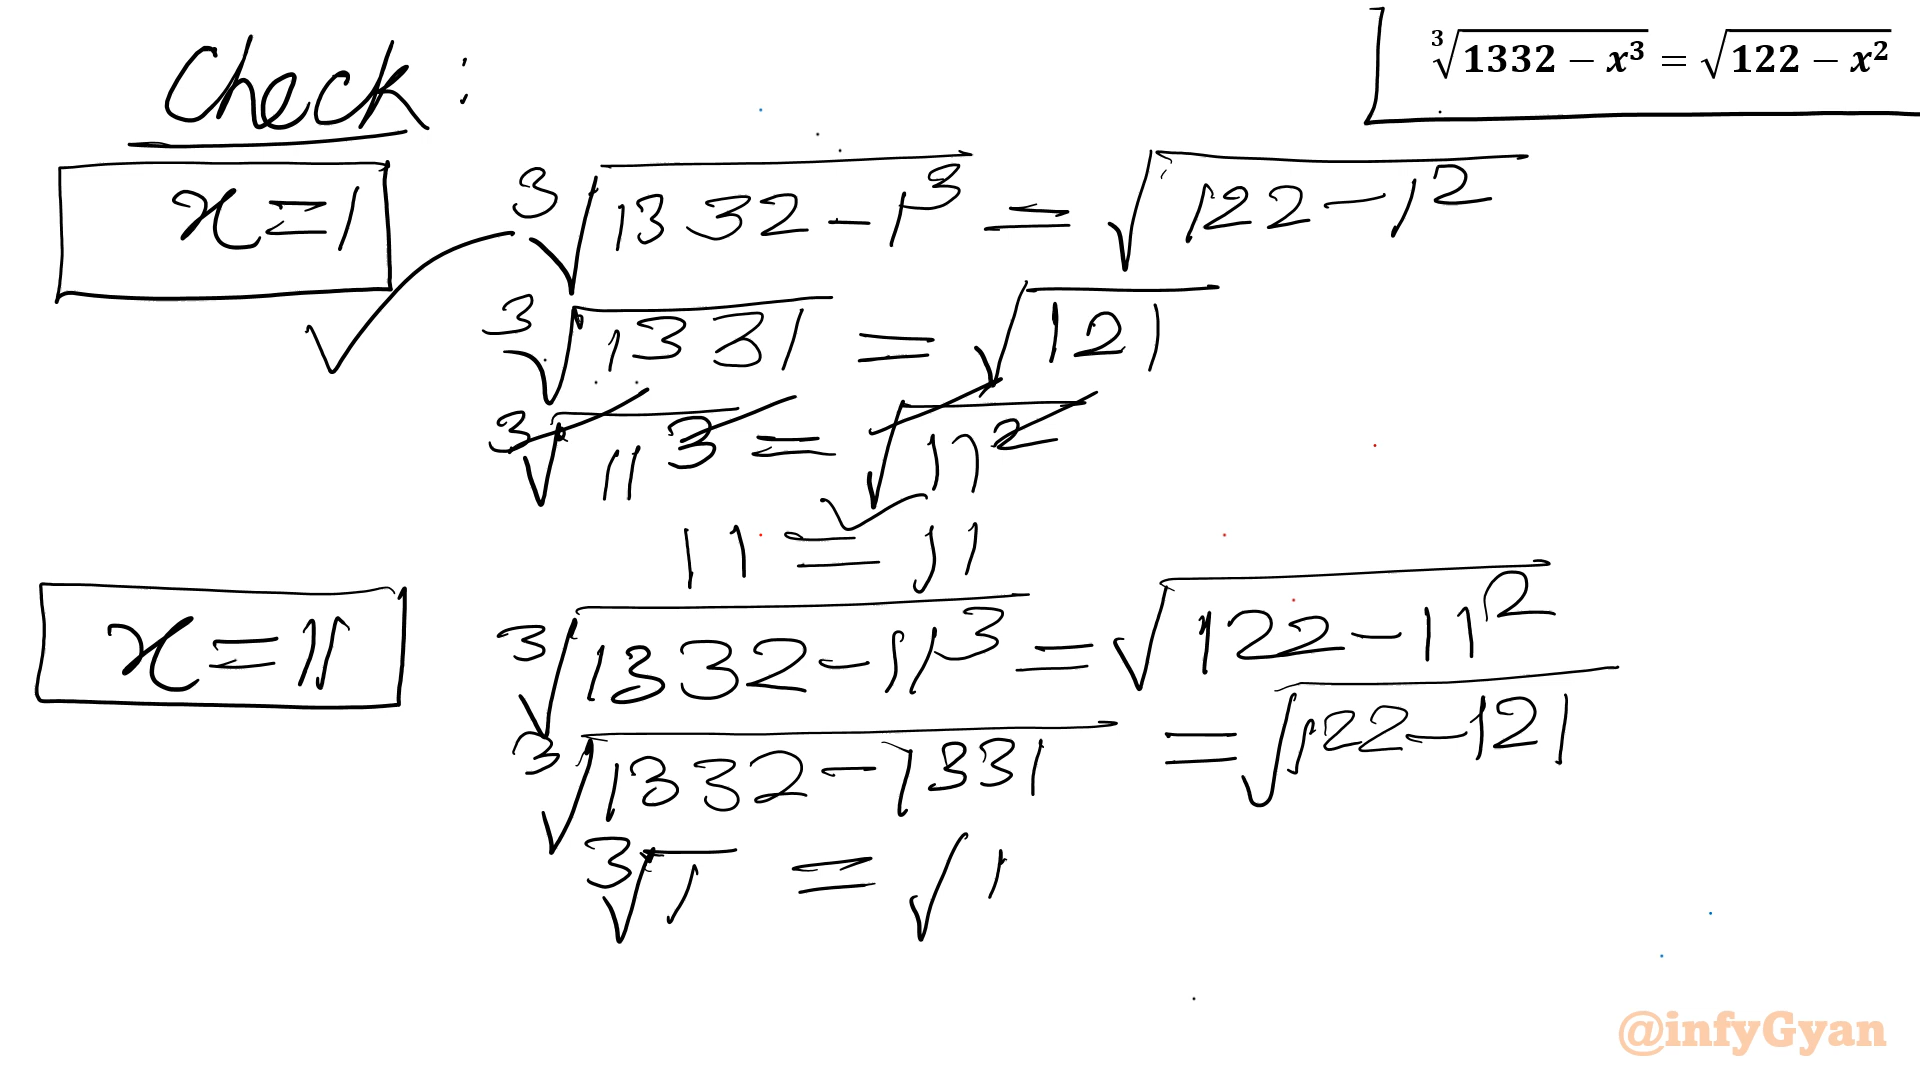 ∛(1332 − x³) = √(122 − x²)
Check :
x = 1
∛(1332 − 1³) = √(122 − 1²)
∛1331 = √121
∛11³ = √11²
11 = 11
x = 11
∛(1332 − 11³) = √(122 − 11²)
∛(1332 − 1331) = √(122 − 121)
∛1 = √1
@infyGyan